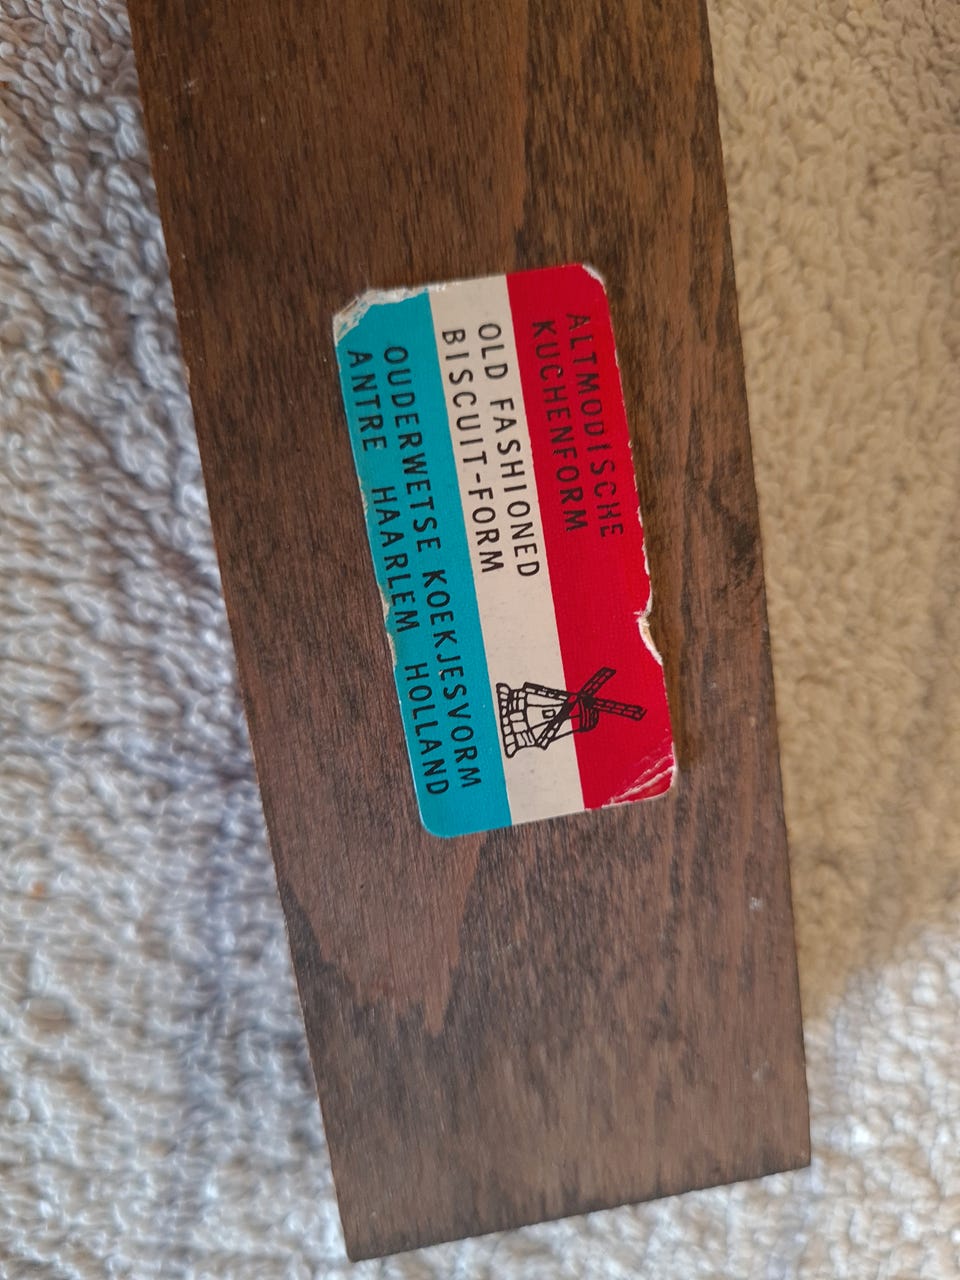 ALTMODISCHE
KUCHENFORM
OLD FASHIONED
BISCUIT-FORM
OUDERWETSE KOEKJESVORM
ANTRE HAARLEM HOLLAND